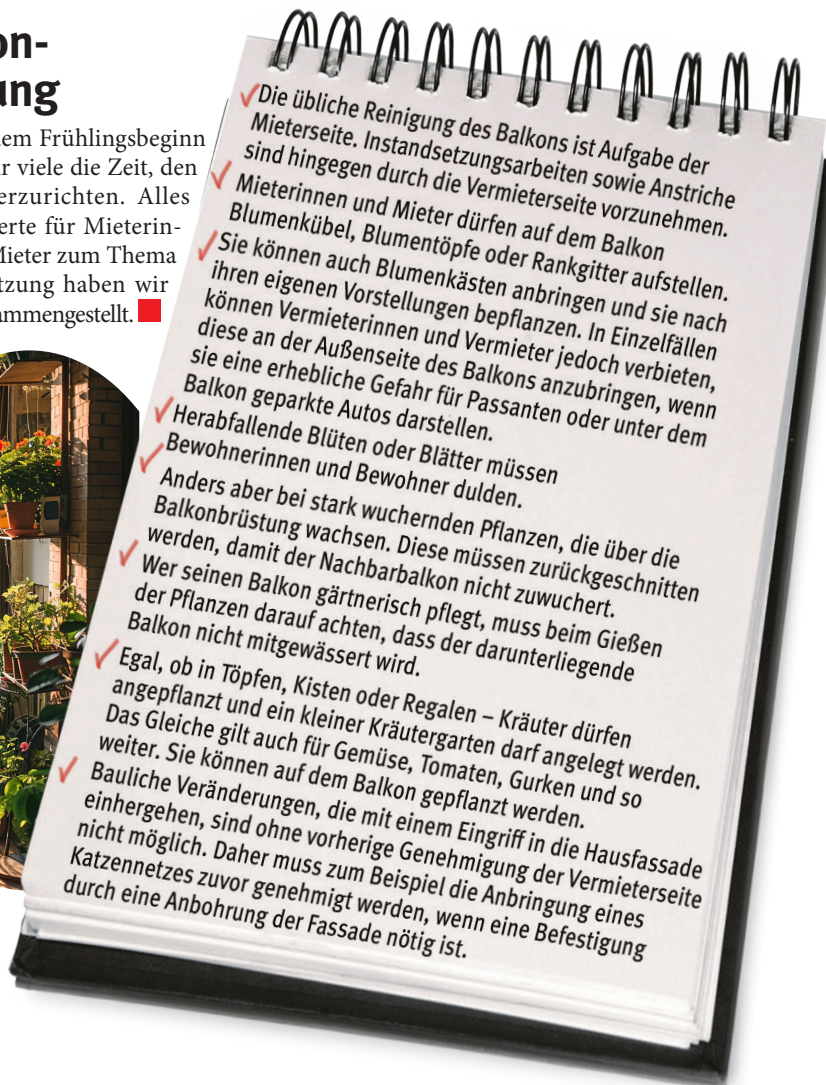 on-
ung
em Frühlingsbeginn
r viele die Zeit, den
erzurichten. Alles
erte für Mieterin-
Mieter zum Thema
tzung haben wir
ammengestellt.
Die übliche Reinigung des Balkons ist Aufgabe der
Mieterseite. Instandsetzungsarbeiten sowie Anstriche
sind hingegen durch die Vermieterseite vorzunehmen.
Mieterinnen und Mieter dürfen auf dem Balkon
Blumenkübel, Blumentöpfe oder Rankgitter aufstellen.
Sie können auch Blumenkästen anbringen und sie nach
ihren eigenen Vorstellungen bepflanzen. In Einzelfällen
können Vermieterinnen und Vermieter jedoch verbieten,
diese an der Außenseite des Balkons anzubringen, wenn
sie eine erhebliche Gefahr für Passanten oder unter dem
Balkon geparkte Autos darstellen.
Herabfallende Blüten oder Blätter müssen
Bewohnerinnen und Bewohner dulden.
Anders aber bei stark wuchernden Pflanzen, die über die
Balkonbrüstung wachsen. Diese müssen zurückgeschnitten
werden, damit der Nachbarbalkon nicht zuwuchert.
Wer seinen Balkon gärtnerisch pflegt, muss beim Gießen
der Pflanzen darauf achten, dass der darunterliegende
Balkon nicht mitgewässert wird.
Egal, ob in Töpfen, Kisten oder Regalen – Kräuter dürfen
angepflanzt und ein kleiner Kräutergarten darf angelegt werden.
Das Gleiche gilt auch für Gemüse, Tomaten, Gurken und so
weiter. Sie können auf dem Balkon gepflanzt werden.
Bauliche Veränderungen, die mit einem Eingriff in die Hausfassade
einhergehen, sind ohne vorherige Genehmigung der Vermieterseite
nicht möglich. Daher muss zum Beispiel die Anbringung eines
Katzennetzes zuvor genehmigt werden, wenn eine Befestigung
durch eine Anbohrung der Fassade nötig ist.